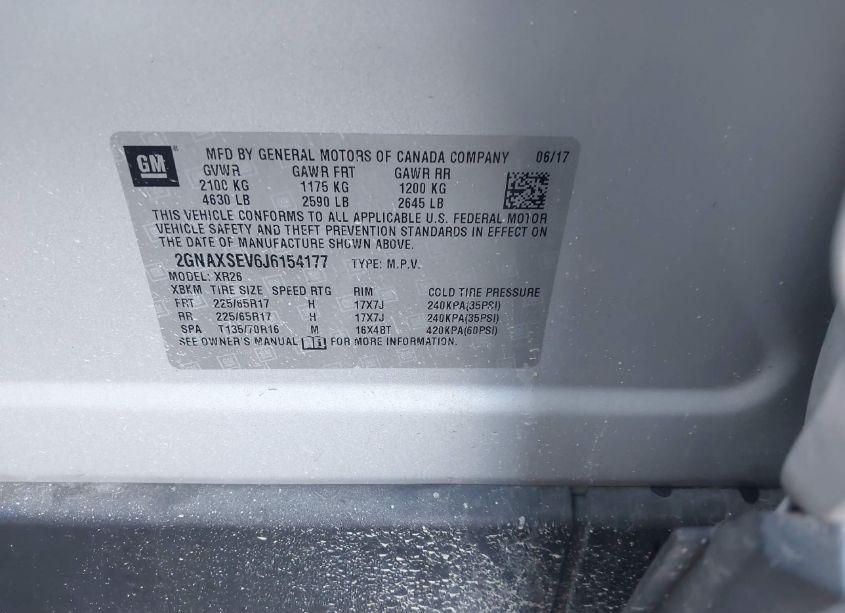 GM ® MFD BY GENERAL MOTORS OF CANADA COMPANY 06/17
GVWR GAWR FRT GAWR RR
2100 KG 1175 KG 1200 KG
4630 LB 2590 LB 2645 LB
THIS VEHICLE CONFORMS TO ALL APPLICABLE U.S. FEDERAL MOTOR
VEHICLE SAFETY AND THEFT PREVENTION STANDARDS IN EFFECT ON
THE DATE OF MANUFACTURE SHOWN ABOVE.
2GNAXSEV6J6154177 TYPE: M.P.V.
MODEL: XR26
XBKM TIRE SIZE SPEED RTG RIM COLD TIRE PRESSURE
FRT 225/65R17 H 17X7J 240KPA(35PSI)
RR 225/65R17 H 17X7J 240KPA(35PSI)
SPA T135/70R16 M 16X4BT 420KPA(60PSI)
SEE OWNER'S MANUAL FOR MORE INFORMATION.